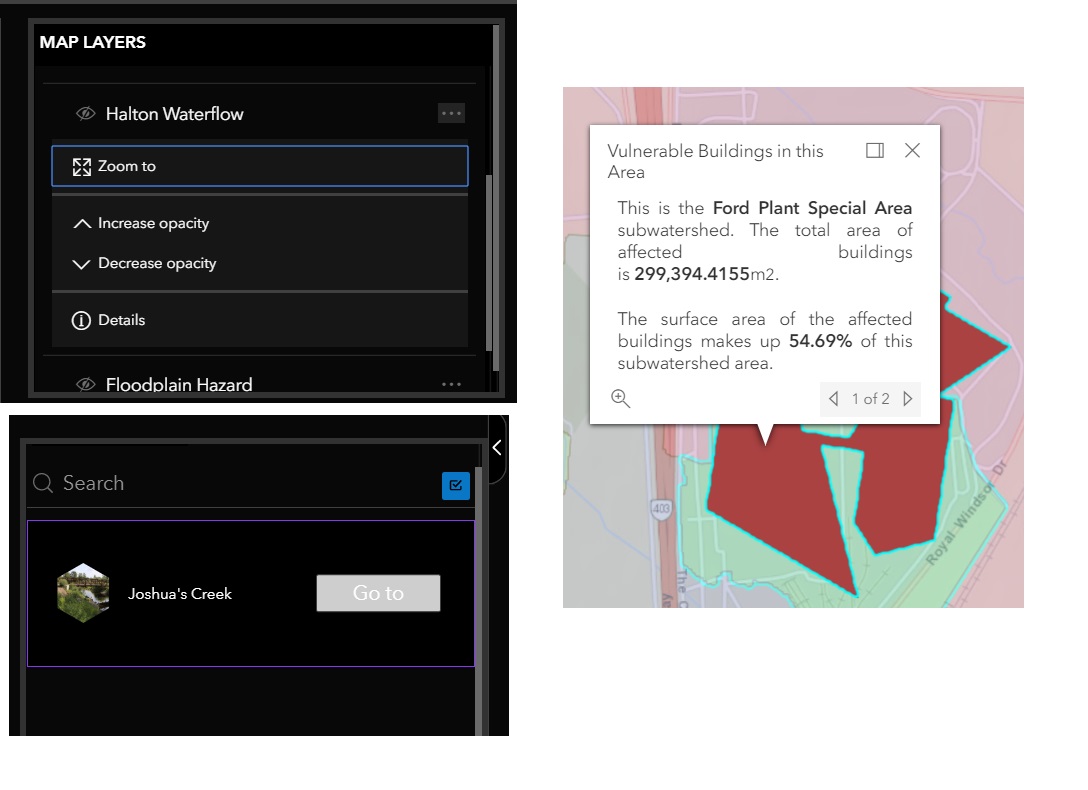 MAP LAYERS
Halton Waterflow
Zoom to
Increase opacity
Decrease opacity
Details
Floodplain Hazard
Search
Joshua's Creek
Go to
Vulnerable Buildings in this
Area
This is the Ford Plant Special Area
subwatershed. The total area of
affected buildings
is 299,394.4155m2.
The surface area of the affected
buildings makes up 54.69% of this
subwatershed area.
1 of 2
403
Royal Windsor Dr